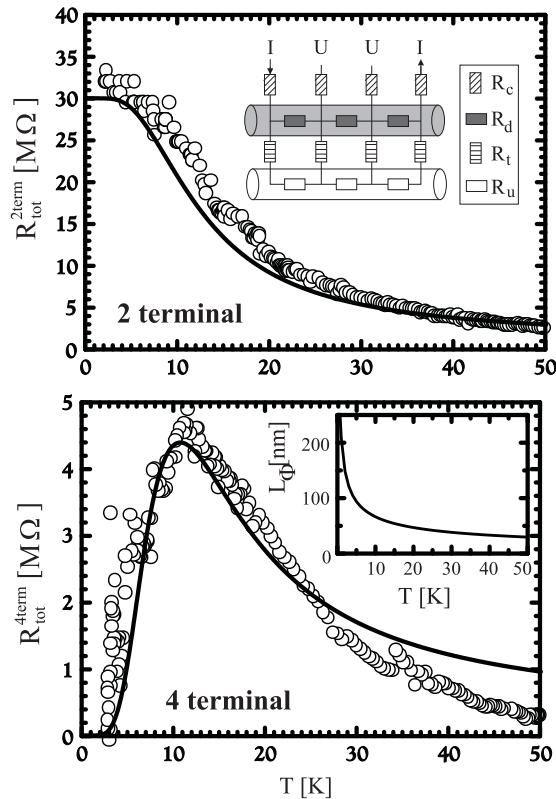 40
35
30
25
20
15
10
5
0
R_tot^2term [MΩ]
I U U I
R_c
R_d
R_t
R_u
2 terminal
0 10 20 30 40 50
5
4
3
2
1
0
R_tot^4term [MΩ]
200
100
0
L_Φ[nm]
10 20 30 40 50
T [K]
4 terminal
0 10 20 30 40 50
T [K]